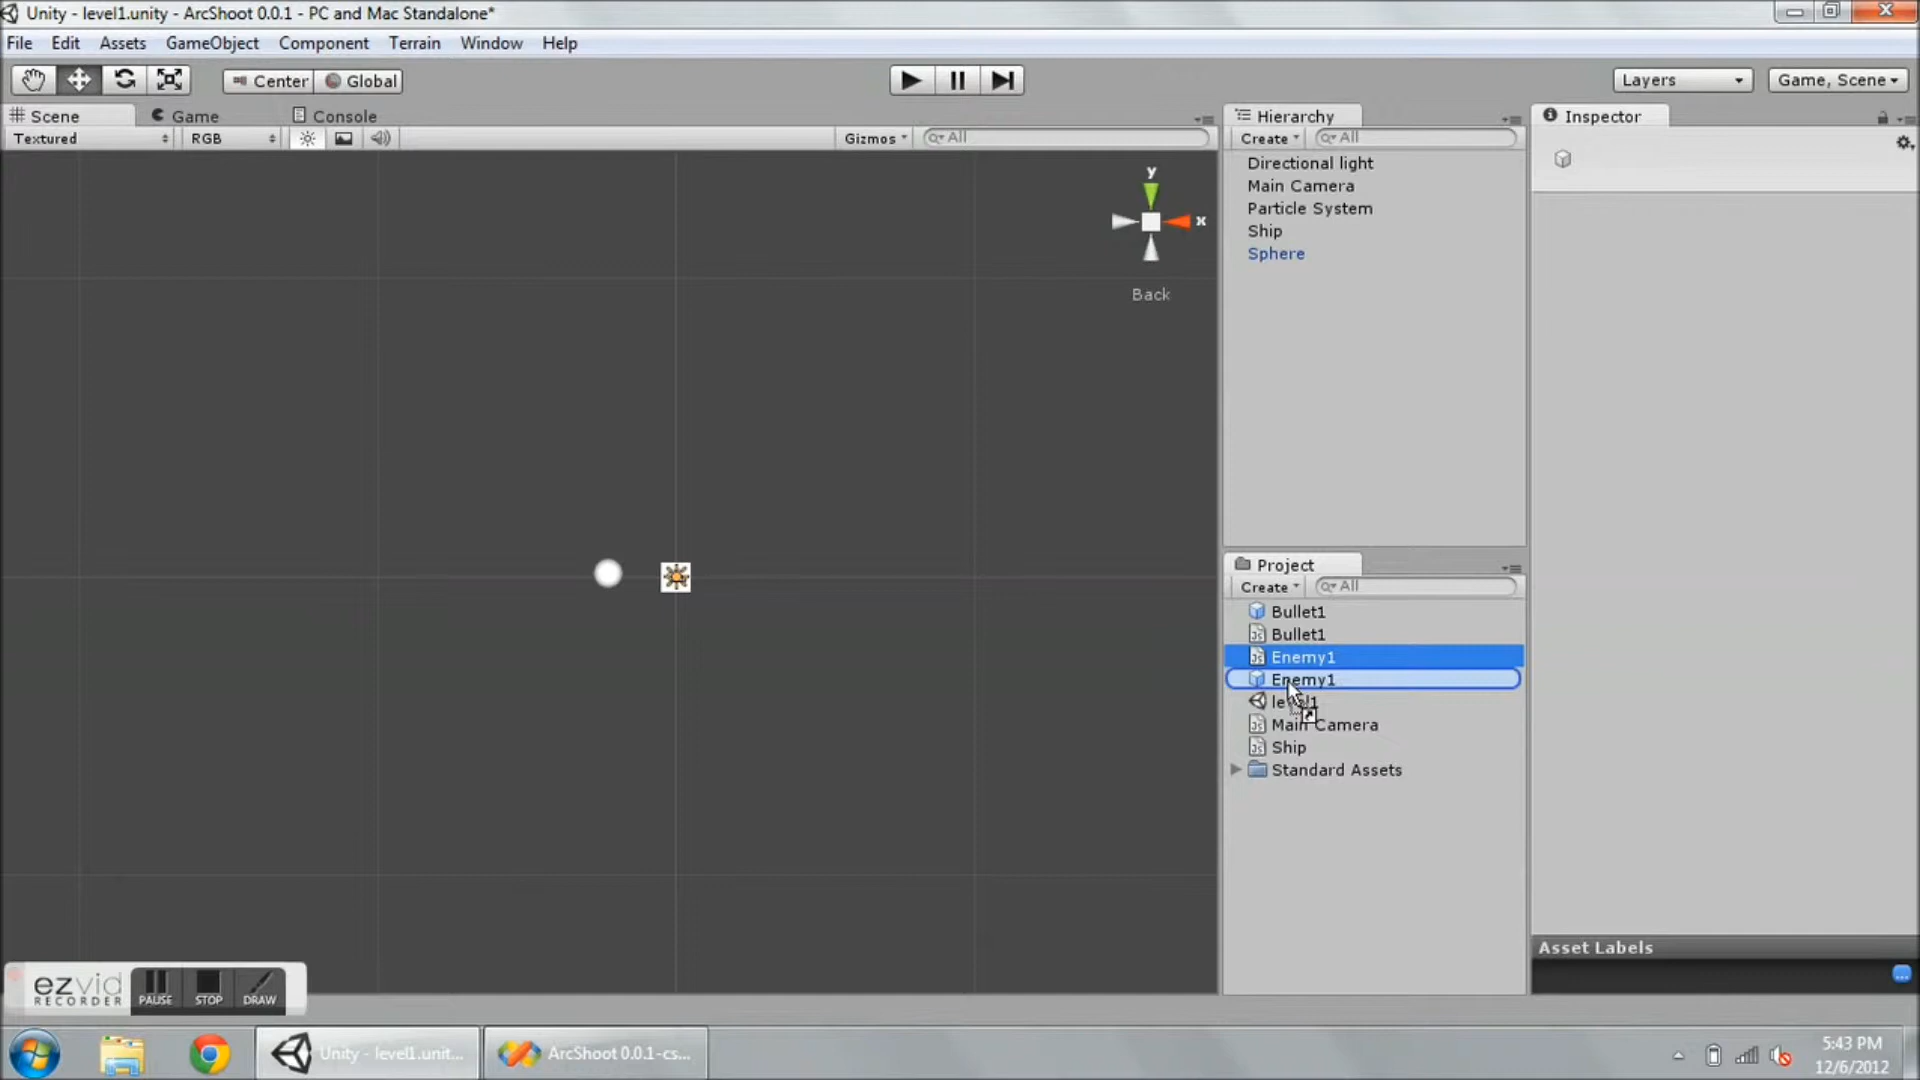 Unity - level1.unity - ArcShoot 0.0.1 - PC and Mac Standalone*
File Edit Assets GameObject Component Terrain Window Help
Center Global Layers Game, Scene
Scene Game Console Hierarchy Inspector
Textured RGB Gizmos All Create All
Directional light
Main Camera
Particle System
Ship
Sphere
y
x
Back
Project
Create All
Bullet1
Bullet1
Enemy1
Enemy1
level1
Main Camera
Ship
Standard Assets
Asset Labels
ezvid
RECORDER
PAUSE STOP DRAW
Unity - level1.unit...
ArcShoot 0.0.1-cs...
5:43 PM
12/6/2012